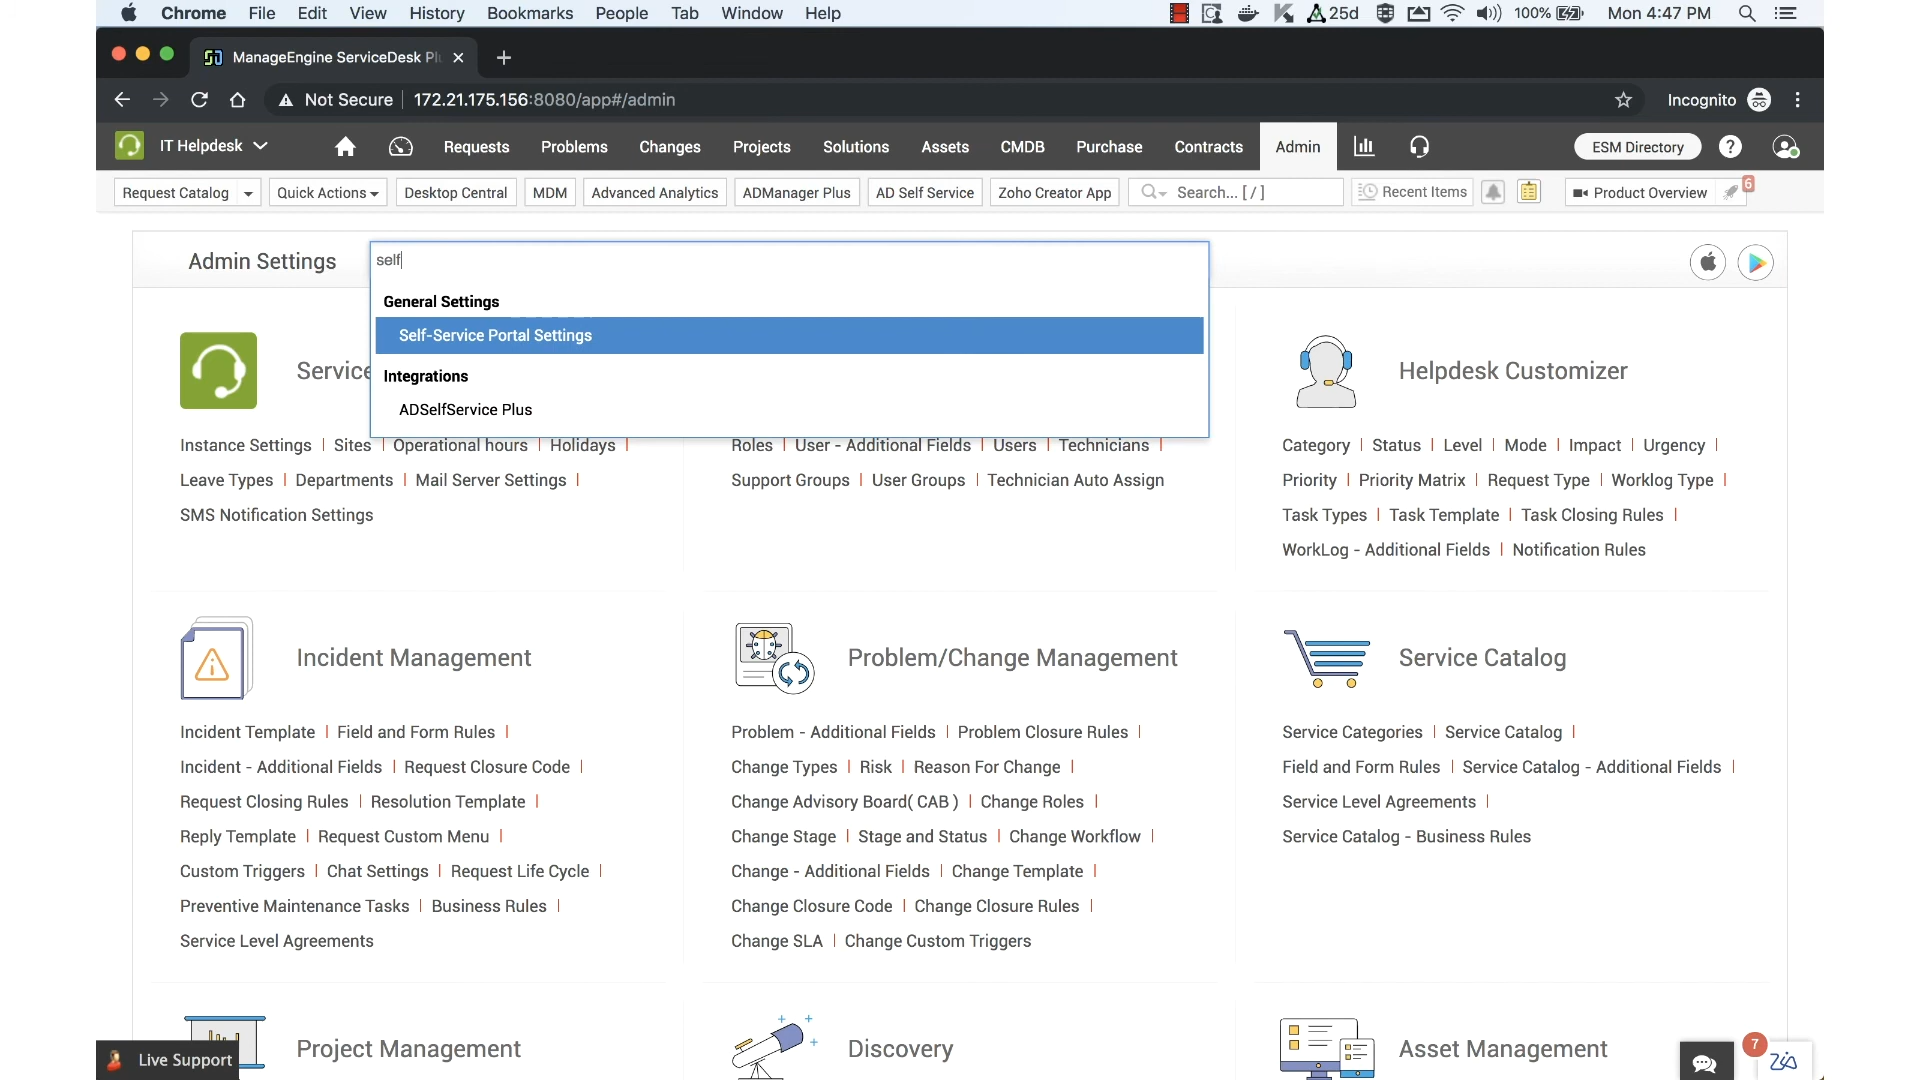 Chrome File Edit View History Bookmarks People Tab Window Help 25d 100% Mon 4:47 PM
ManageEngine ServiceDesk Pl
Not Secure 172.21.175.156:8080/app#/admin Incognito
IT Helpdesk Requests Problems Changes Projects Solutions Assets CMDB Purchase Contracts Admin ESM Directory ?
Request Catalog Quick Actions Desktop Central MDM Advanced Analytics ADManager Plus AD Self Service Zoho Creator App Search... [ / ] Recent Items Product Overview 6
Admin Settings self
General Settings
Self-Service Portal Settings
Integrations
ADSelfService Plus
Service
Helpdesk Customizer
Instance Settings | Sites | Operational hours | Holidays |
Leave Types | Departments | Mail Server Settings |
SMS Notification Settings
Roles | User - Additional Fields | Users | Technicians |
Support Groups | User Groups | Technician Auto Assign
Category | Status | Level | Mode | Impact | Urgency |
Priority | Priority Matrix | Request Type | Worklog Type |
Task Types | Task Template | Task Closing Rules |
WorkLog - Additional Fields | Notification Rules
Incident Management
Incident Template | Field and Form Rules |
Incident - Additional Fields | Request Closure Code |
Request Closing Rules | Resolution Template |
Reply Template | Request Custom Menu |
Custom Triggers | Chat Settings | Request Life Cycle |
Preventive Maintenance Tasks | Business Rules |
Service Level Agreements
Problem/Change Management
Problem - Additional Fields | Problem Closure Rules |
Change Types | Risk | Reason For Change |
Change Advisory Board( CAB ) | Change Roles |
Change Stage | Stage and Status | Change Workflow |
Change - Additional Fields | Change Template |
Change Closure Code | Change Closure Rules |
Change SLA | Change Custom Triggers
Service Catalog
Service Categories | Service Catalog |
Field and Form Rules | Service Catalog - Additional Fields |
Service Level Agreements |
Service Catalog - Business Rules
Project Management
Discovery
Asset Management
Live Support
7
Zia